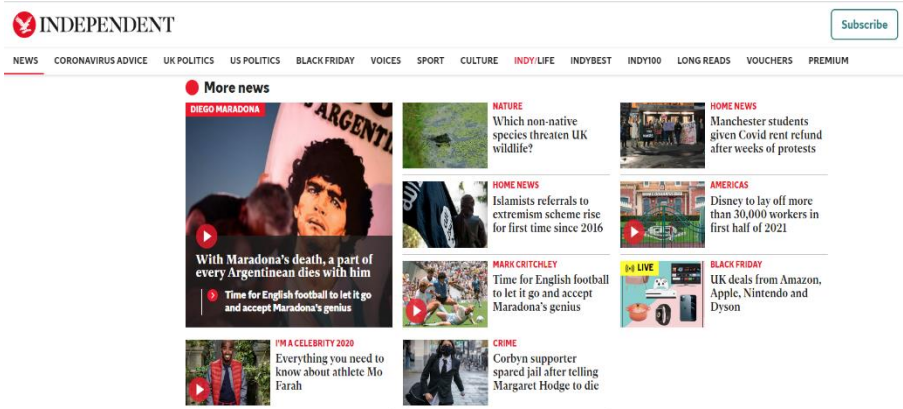 INDEPENDENT
Subscribe
NEWS CORONAVIRUS ADVICE UK POLITICS US POLITICS BLACK FRIDAY VOICES SPORT CULTURE INDY/LIFE INDYBEST INDY100 LONG READS VOUCHERS PREMIUM
More news
DIEGO MARADONA
ARGENTI
With Maradona's death, a part of
every Argentinean dies with him
Time for English football to let it go
and accept Maradona's genius
NATURE
Which non-native
species threaten UK
wildlife?
HOME NEWS
Manchester students
given Covid rent refund
after weeks of protests
HOME NEWS
Islamists referrals to
extremism scheme rise
for first time since 2016
AMERICAS
Disney to lay off more
than 30,000 workers in
first half of 2021
MARK CRITCHLEY
Time for English football
to let it go and accept
Maradona's genius
LIVE
BLACK FRIDAY
UK deals from Amazon,
Apple, Nintendo and
Dyson
I'M A CELEBRITY 2020
Everything you need to
know about athlete Mo
Farah
CRIME
Corbyn supporter
spared jail after telling
Margaret Hodge to die